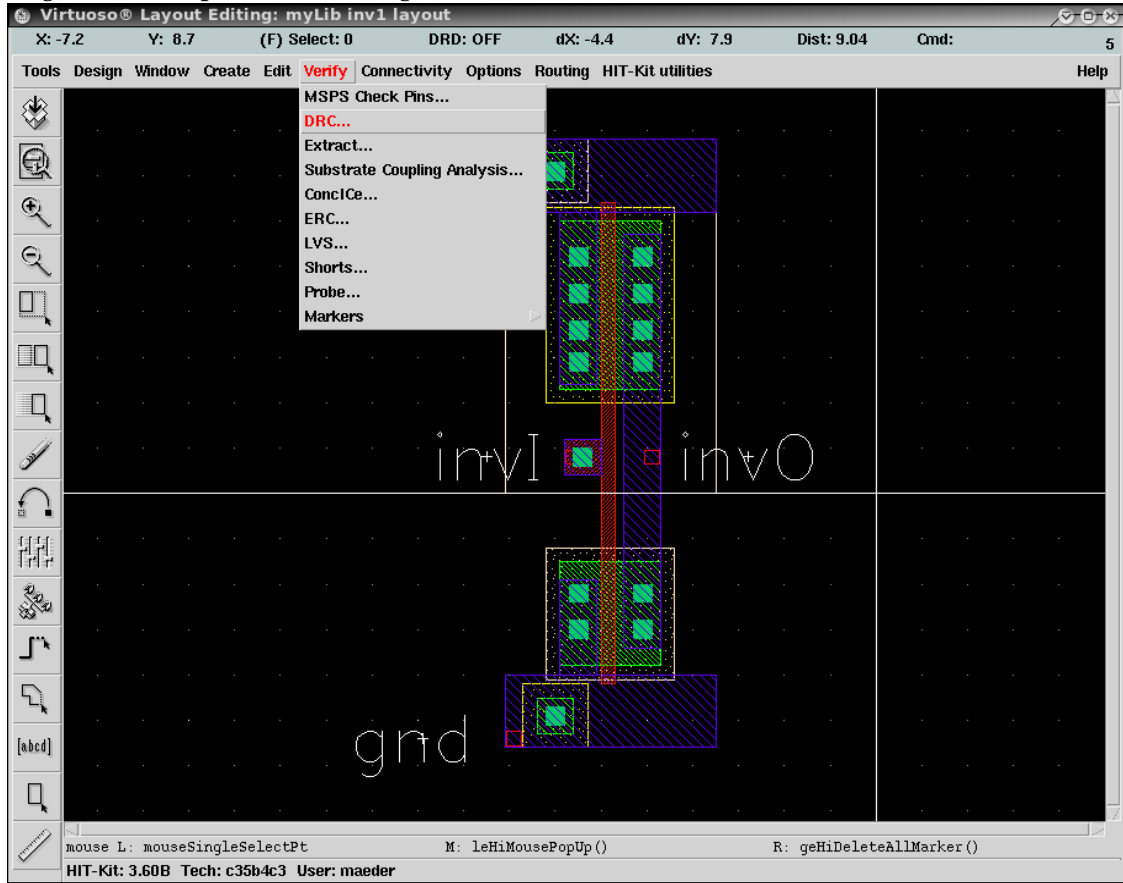 Virtuoso® Layout Editing: myLib inv1 layout
X: -7.2 Y: 8.7 (F) Select: 0 DRD: OFF dX: -4.4 dY: 7.9 Dist: 9.04 Cmd: 5
Tools Design Window Create Edit Verify Connectivity Options Routing HIT-Kit utilities Help
MSPS Check Pins...
DRC...
Extract...
Substrate Coupling Analysis...
ConcICe...
ERC...
LVS...
Shorts...
Probe...
Markers
invI invO
gnd
[abcd]
mouse L: mouseSingleSelectPt M: leHiMousePopUp() R: geHiDeleteAllMarker()
HIT-Kit: 3.60B Tech: c35b4c3 User: maeder